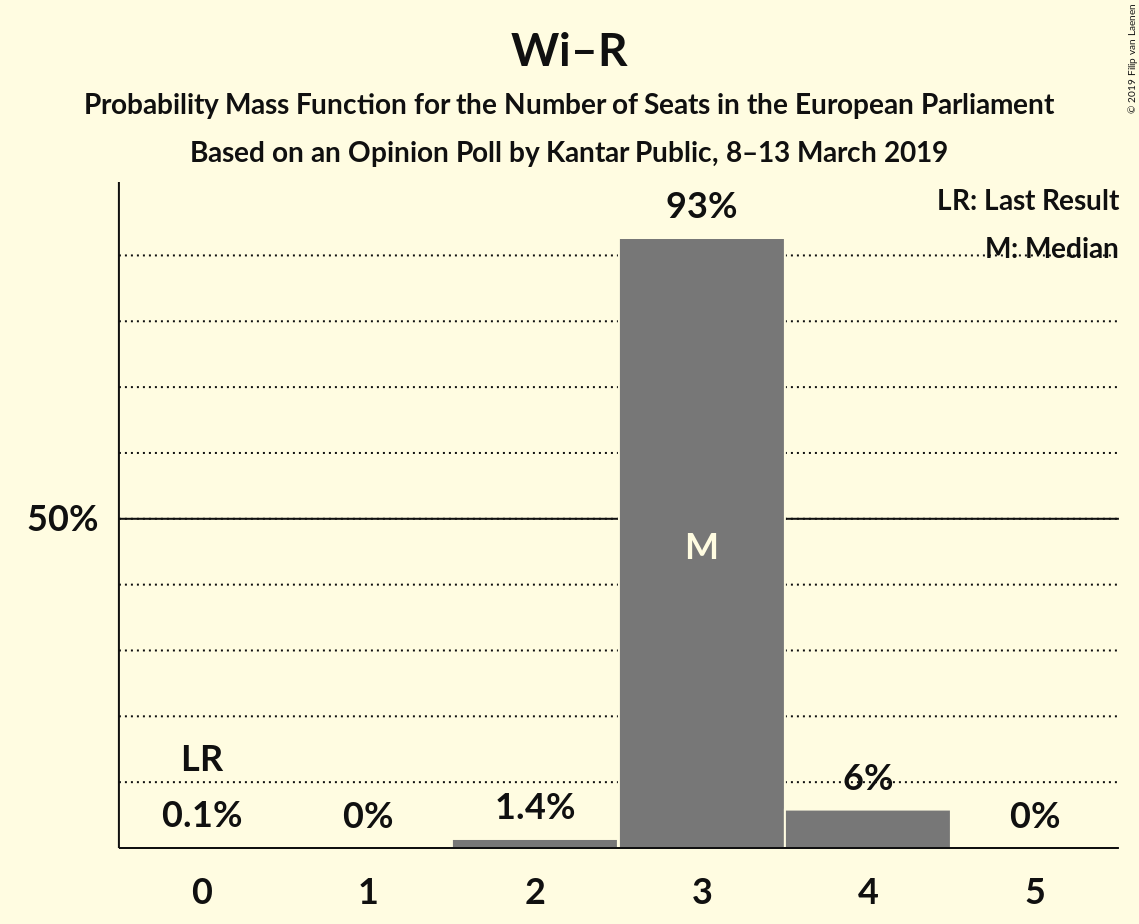 Wi–R
Probability Mass Function for the Number of Seats in the European Parliament
Based on an Opinion Poll by Kantar Public, 8–13 March 2019
© 2019 Filip van Laenen
LR: Last Result
M: Median
93%
50%
M
LR
0.1%
0%
1.4%
6%
0%
0 1 2 3 4 5